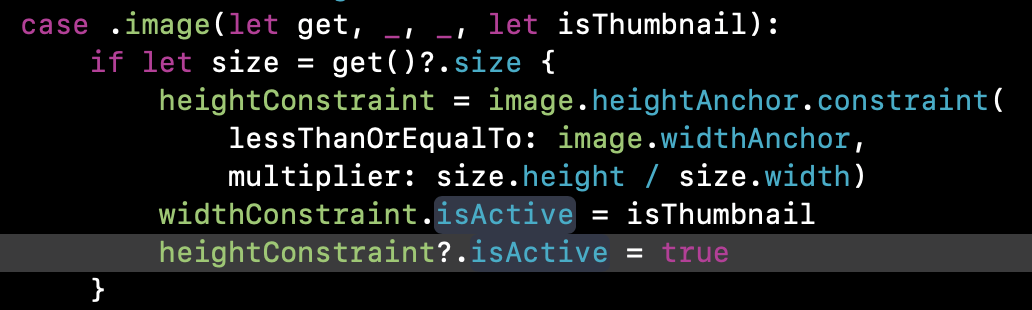 case .image(let get, _, _, let isThumbnail):
if let size = get()?.size {
heightConstraint = image.heightAnchor.constraint(
lessThanOrEqualTo: image.widthAnchor,
multiplier: size.height / size.width)
widthConstraint.isActive = isThumbnail
heightConstraint?.isActive = true
}